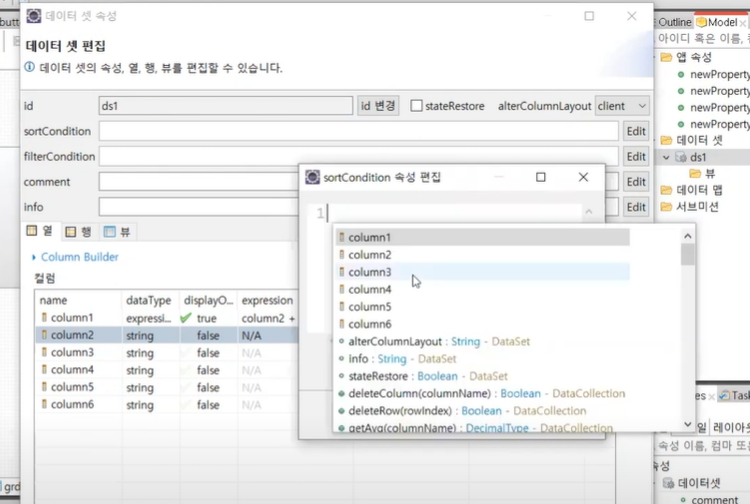 데이터 셋 속성
데이터 셋 편집
데이터 셋의 속성, 열, 행, 뷰를 편집할 수 있습니다.
id
ds1
id 변경
stateRestore
alterColumnLayout
client
sortCondition
Edit
filterCondition
Edit
comment
Edit
info
Edit
열
행
뷰
Column Builder
컬럼
name dataType displayO... expression
column1 expressi... true column2 +
column2 string false N/A
column3 string false N/A
column4 string false N/A
column5 string false N/A
column6 string false N/A
sortCondition 속성 편집
1
column1
column2
column3
column4
column5
column6
alterColumnLayout : String - DataSet
info : String - DataSet
stateRestore : Boolean - DataSet
deleteColumn(columnName) : Boolean - DataCollection
deleteRow(rowIndex) : Boolean - DataCollection
getAvg(columnName) : DecimalType - DataCollection
Outline
Model
아이디 혹은 이름,
앱 속성
newProperty
newProperty
newProperty
newProperty
데이터 셋
ds1
뷰
데이터 맵
서브미션
Task
레이아웃
속성 이름, 컴마 또는
속성
데이터셋
comment
grd